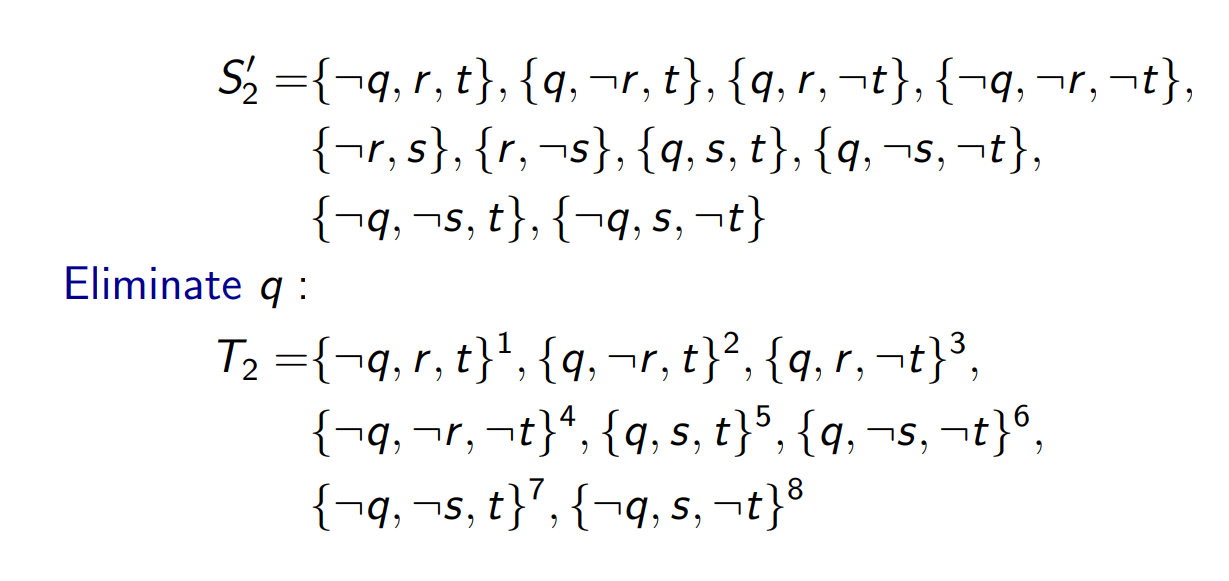 S′₂ ={¬q, r, t}, {q, ¬r, t}, {q, r, ¬t}, {¬q, ¬r, ¬t},
{¬r, s}, {r, ¬s}, {q, s, t}, {q, ¬s, ¬t},
{¬q, ¬s, t}, {¬q, s, ¬t}
Eliminate q :
T₂ ={¬q, r, t}¹, {q, ¬r, t}², {q, r, ¬t}³,
{¬q, ¬r, ¬t}⁴, {q, s, t}⁵, {q, ¬s, ¬t}⁶,
{¬q, ¬s, t}⁷, {¬q, s, ¬t}⁸